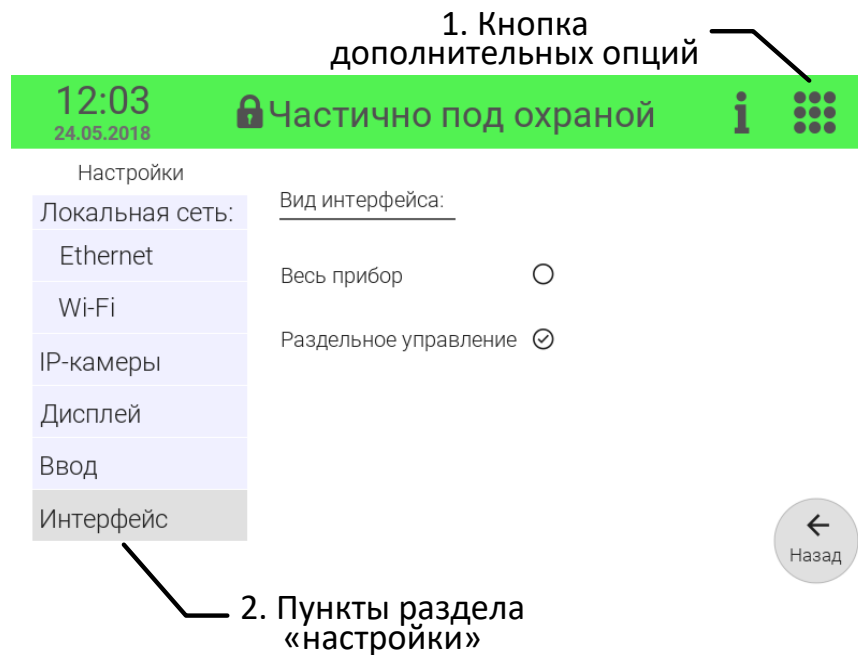 1. Кнопка
дополнительных опций
12:03
24.05.2018
Частично под охраной
i
Настройки
Локальная сеть:
Ethernet
Wi-Fi
IP-камеры
Дисплей
Ввод
Интерфейс
Вид интерфейса:
Весь прибор
Раздельное управление
Назад
2. Пункты раздела
«настройки»